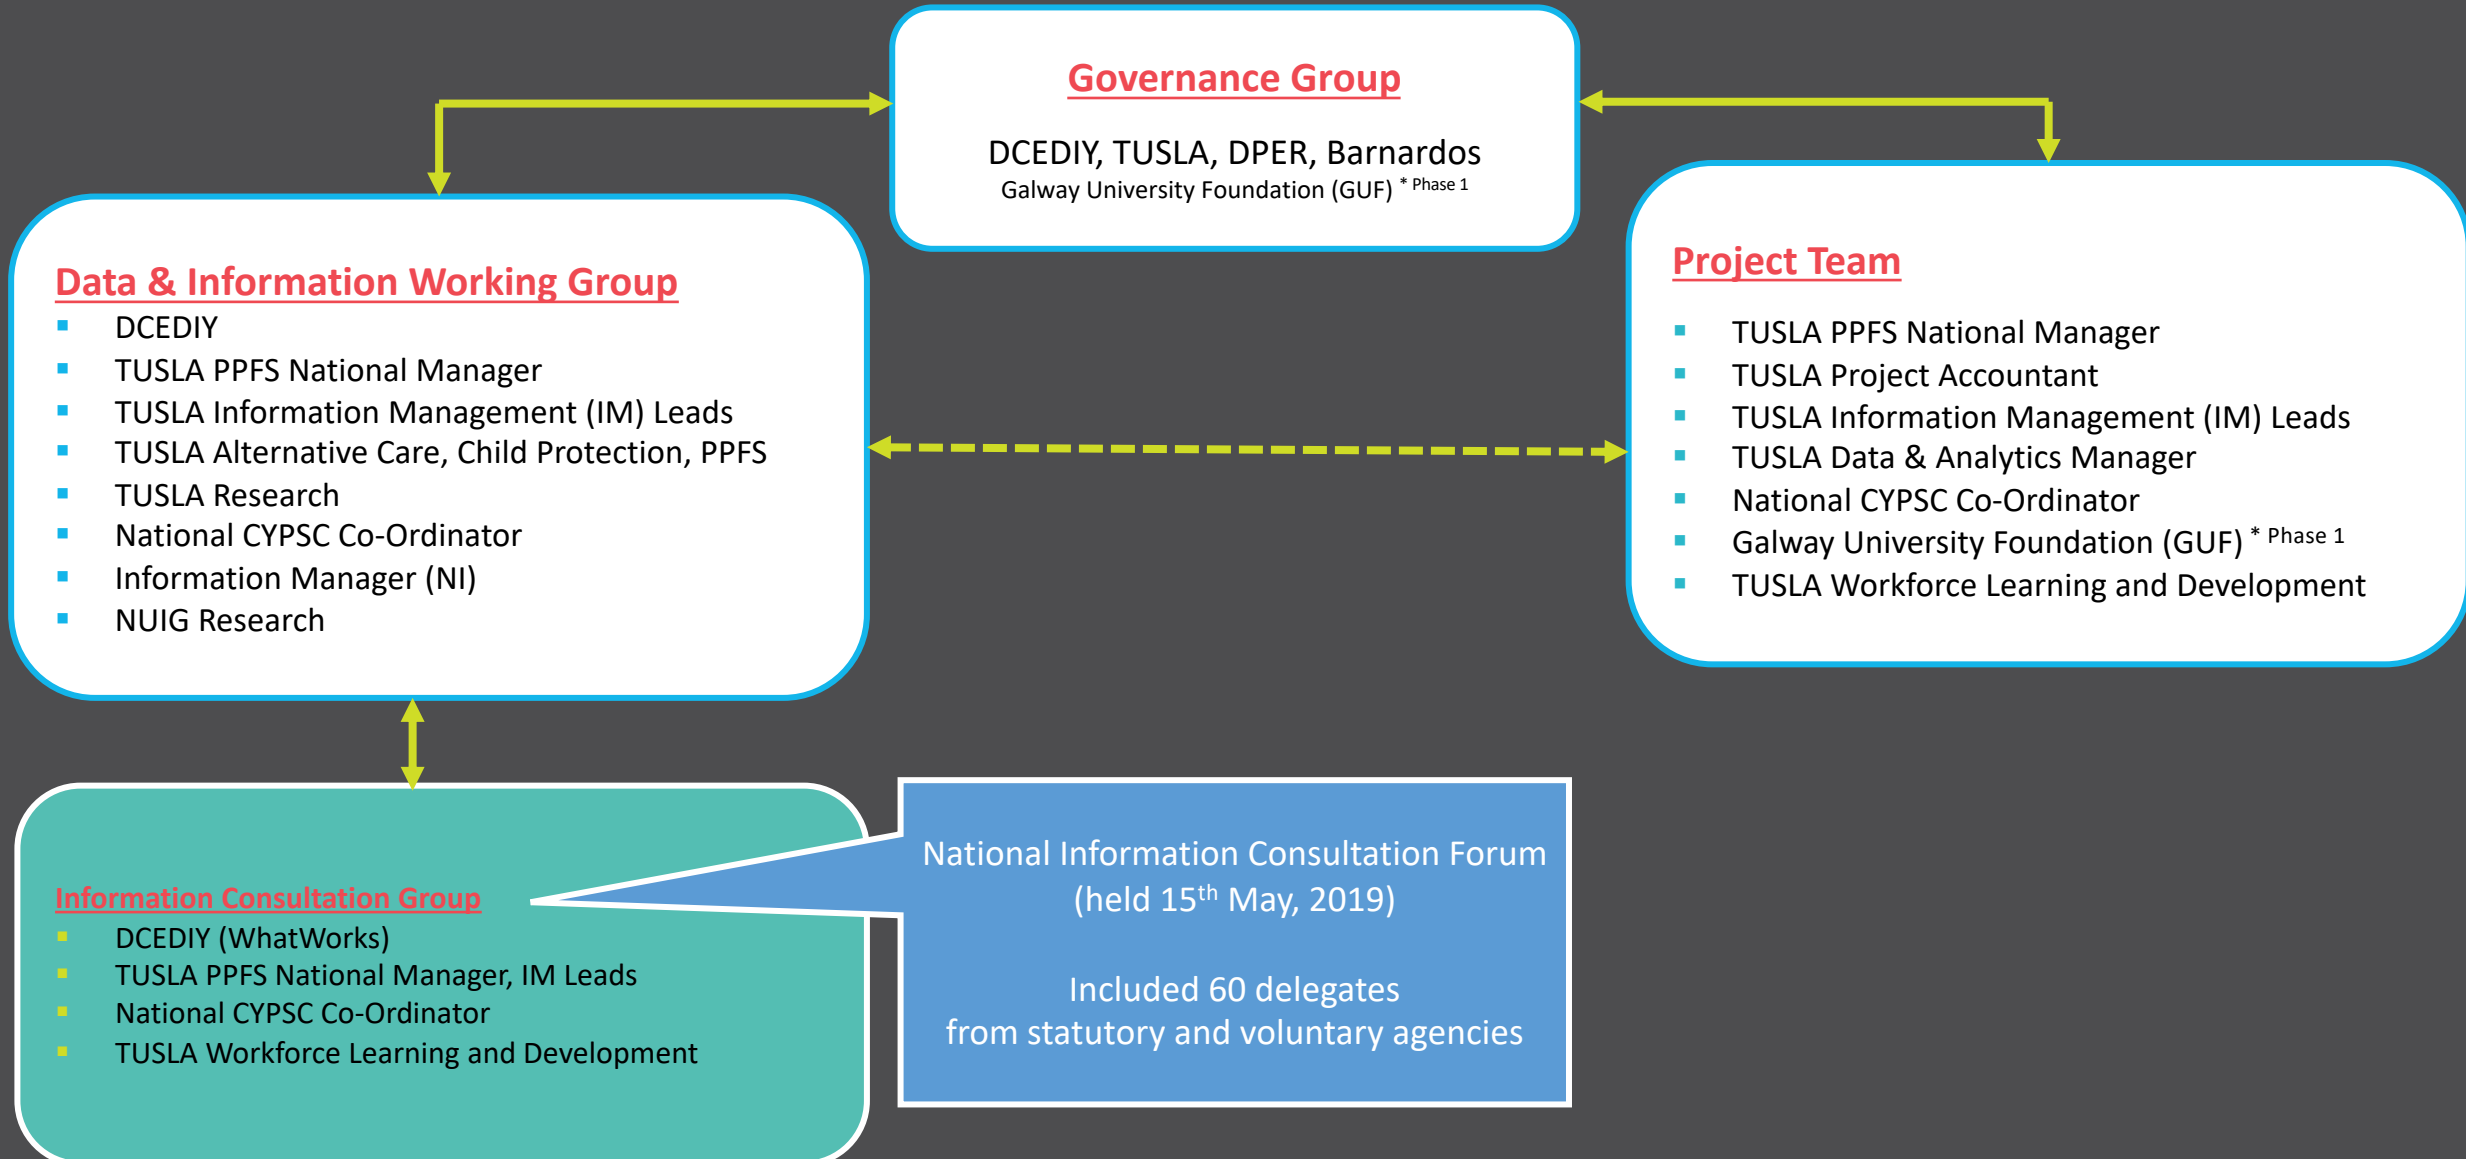 Governance Group
DCEDIY, TUSLA, DPER, Barnardos
Galway University Foundation (GUF) * Phase 1
Data & Information Working Group
▪ DCEDIY
▪ TUSLA PPFS National Manager
▪ TUSLA Information Management (IM) Leads
▪ TUSLA Alternative Care, Child Protection, PPFS
▪ TUSLA Research
▪ National CYPSC Co-Ordinator
▪ Information Manager (NI)
▪ NUIG Research
Project Team
▪ TUSLA PPFS National Manager
▪ TUSLA Project Accountant
▪ TUSLA Information Management (IM) Leads
▪ TUSLA Data & Analytics Manager
▪ National CYPSC Co-Ordinator
▪ Galway University Foundation (GUF) * Phase 1
▪ TUSLA Workforce Learning and Development
Information Consultation Group
▪ DCEDIY (WhatWorks)
▪ TUSLA PPFS National Manager, IM Leads
▪ National CYPSC Co-Ordinator
▪ TUSLA Workforce Learning and Development
National Information Consultation Forum
(held 15th May, 2019)
Included 60 delegates
from statutory and voluntary agencies